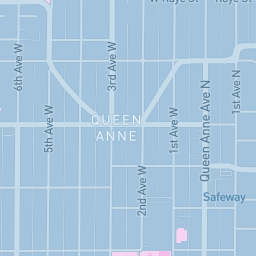 W Raye St
6th Ave W
3rd Ave W
1st Ave N
5th Ave W
QUEEN
ANNE
1st Ave W
Queen Anne Ave N
2nd Ave W
Safeway